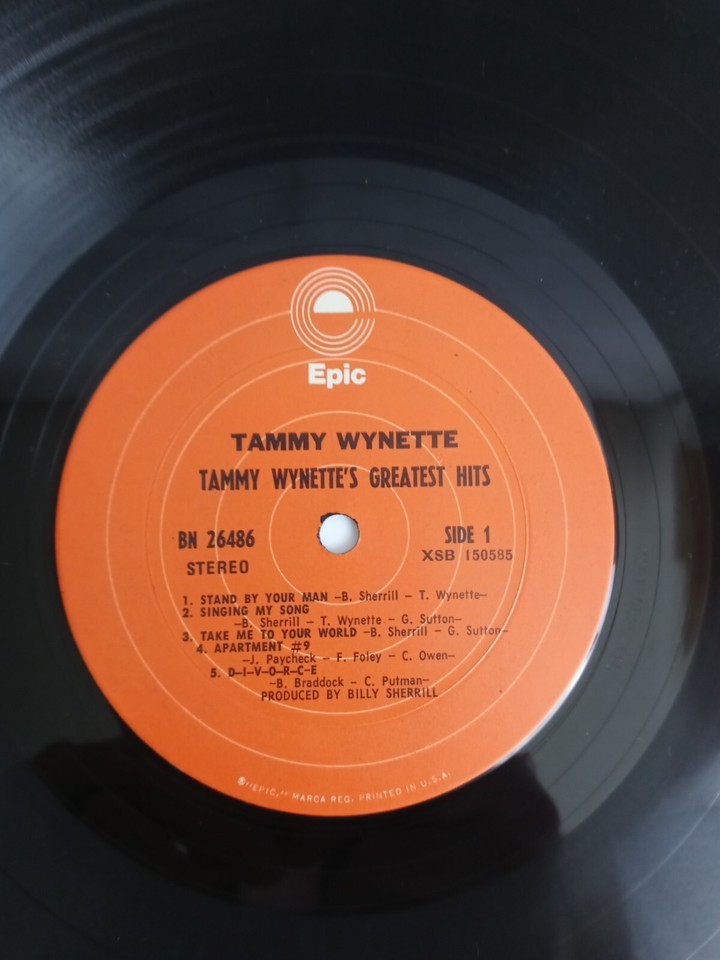 Epic
TAMMY WYNETTE
TAMMY WYNETTE'S GREATEST HITS
BN 26486
SIDE 1
STEREO
XSB 150585
1. STAND BY YOUR MAN -B. Sherrill - T. Wynette-
2. SINGING MY SONG
-B. Sherrill - T. Wynette - G. Sutton-
3. TAKE ME TO YOUR WORLD -B. Sherrill - G. Sutton-
4. APARTMENT #9
-J. Paycheck - F. Foley - C. Owen-
5. D-I-V-O-R-C-E
-B. Braddock - C. Putman-
PRODUCED BY BILLY SHERRILL
®"EPIC," MARCA REG. PRINTED IN U.S.A.